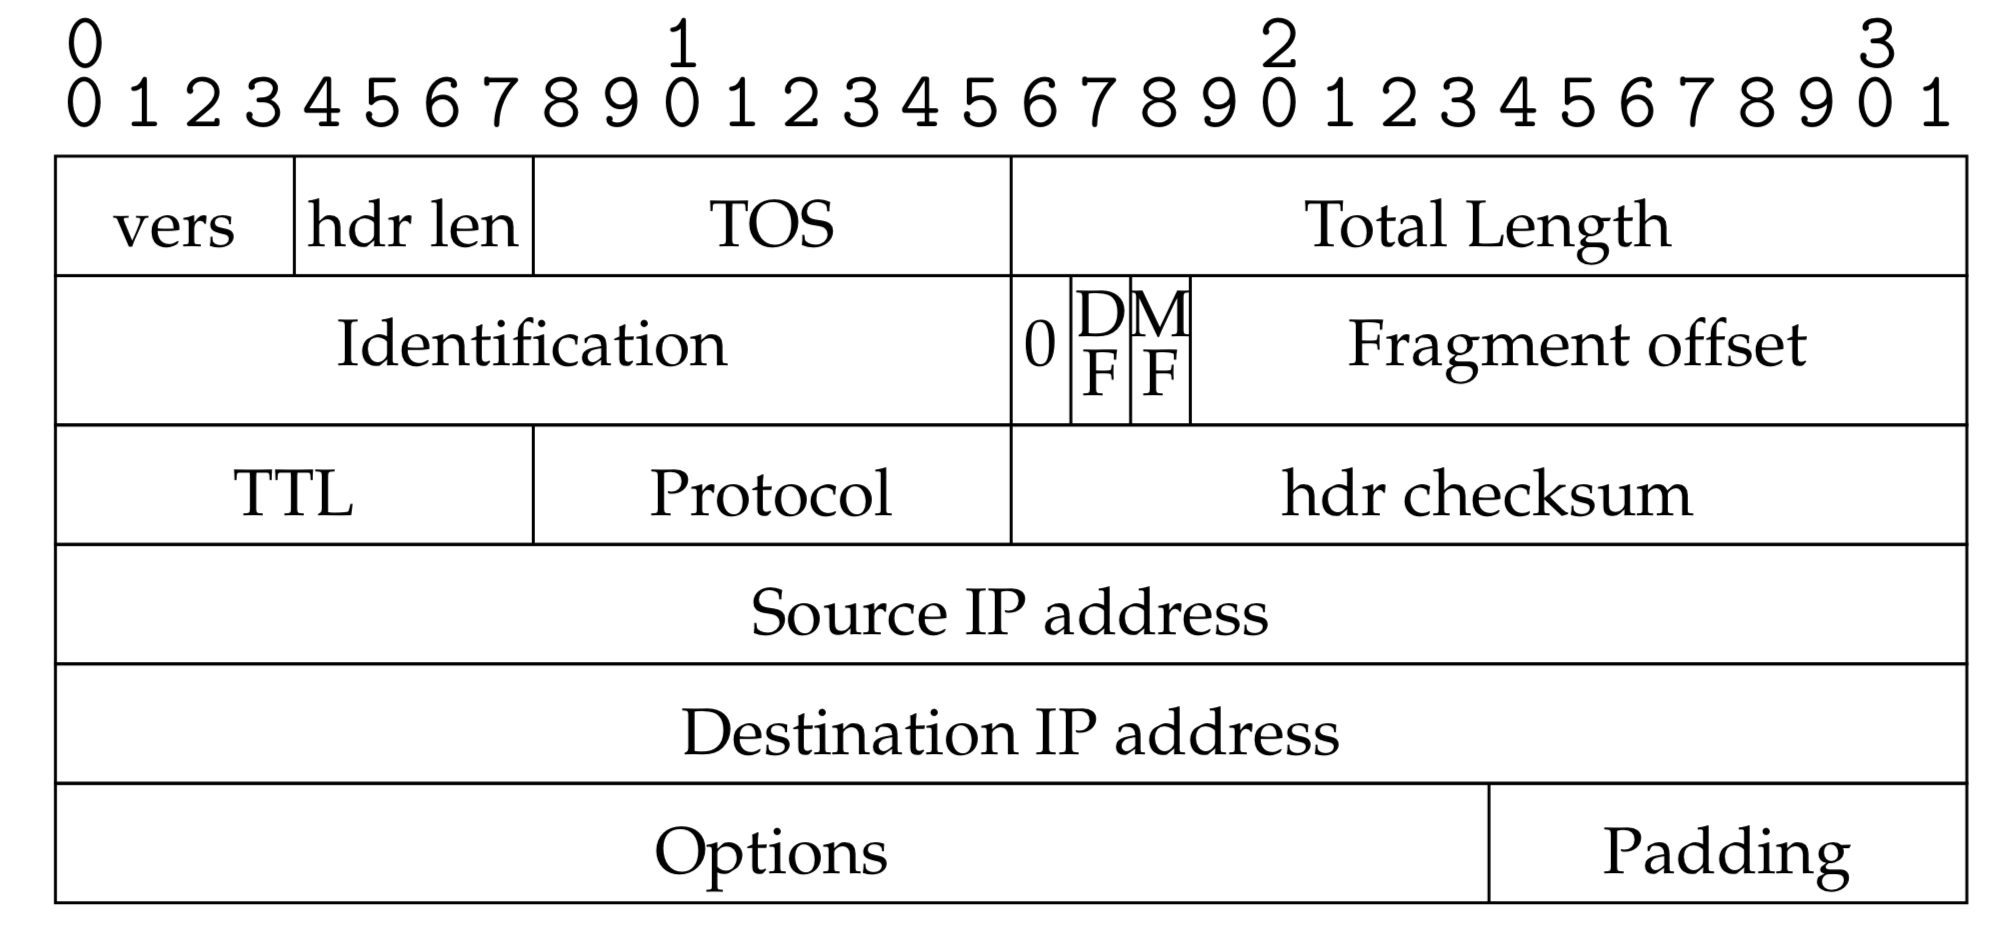 0 1 2 3
0 1 2 3 4 5 6 7 8 9 0 1 2 3 4 5 6 7 8 9 0 1 2 3 4 5 6 7 8 9 0 1
vers hdr len TOS Total Length
Identification 0 DF MF Fragment offset
TTL Protocol hdr checksum
Source IP address
Destination IP address
Options Padding